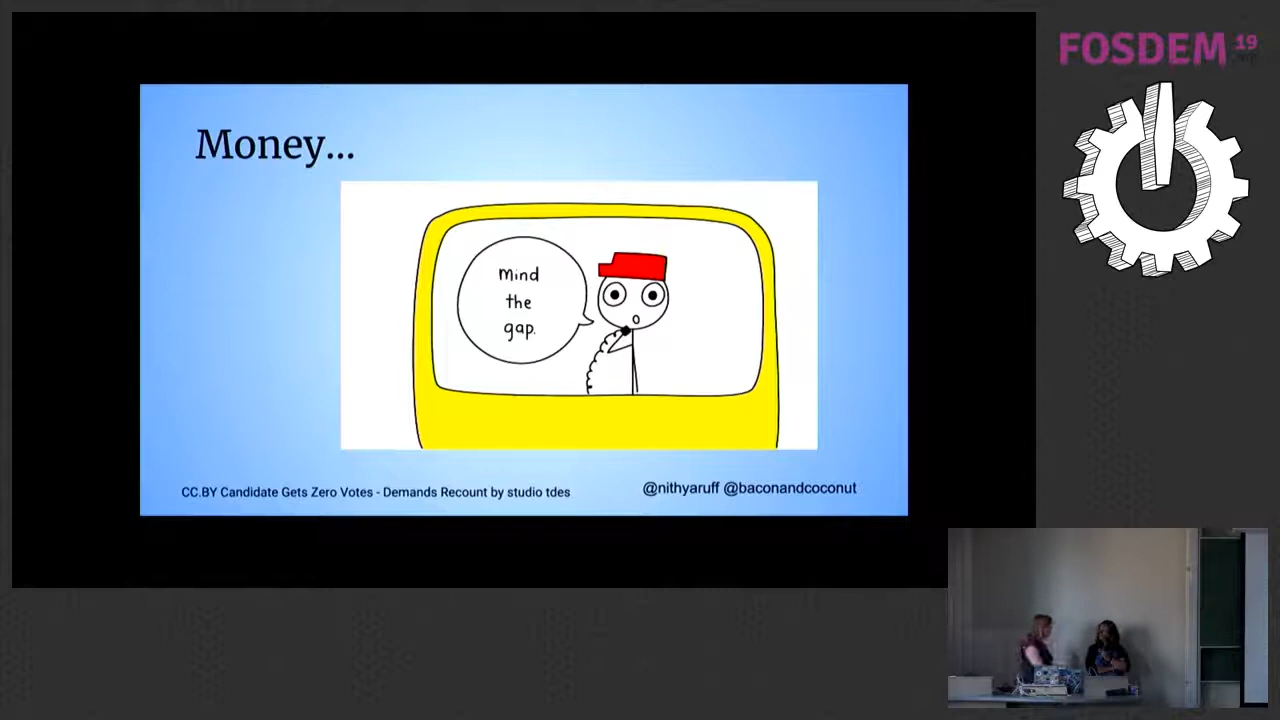 FOSDEM 19
Money...
mind
the
gap.
CC.BY Candidate Gets Zero Votes - Demands Recount by studio tdes
@nithyaruff @baconandcoconut